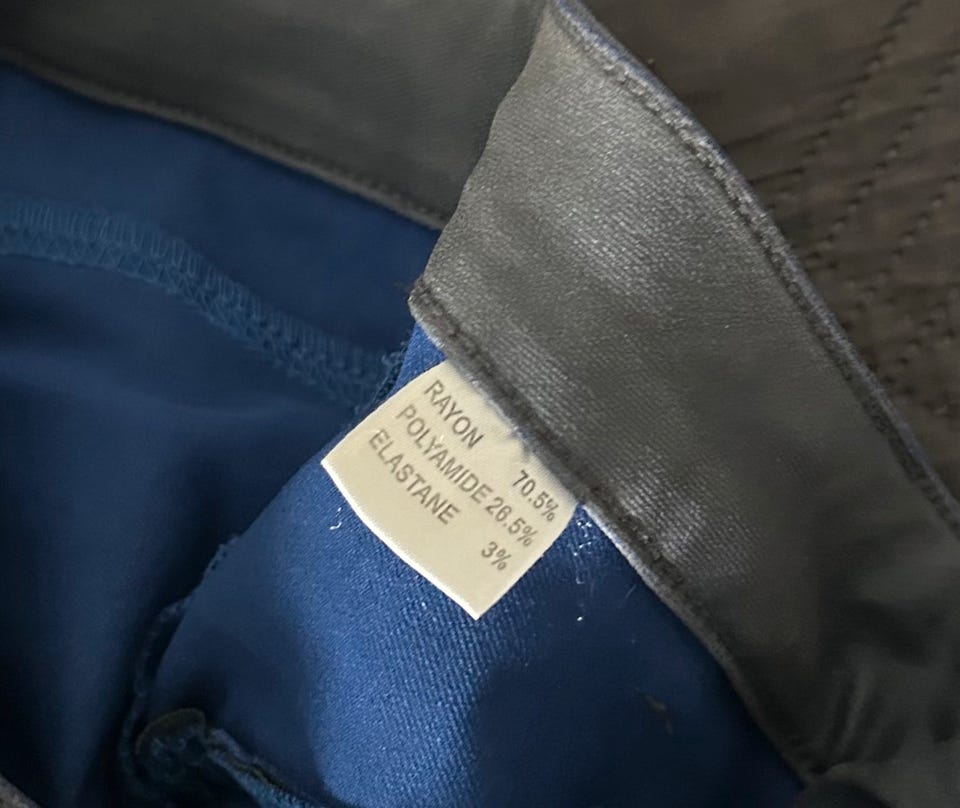 RAYON 70.5%
POLYAMIDE 26.5%
ELASTANE 3%